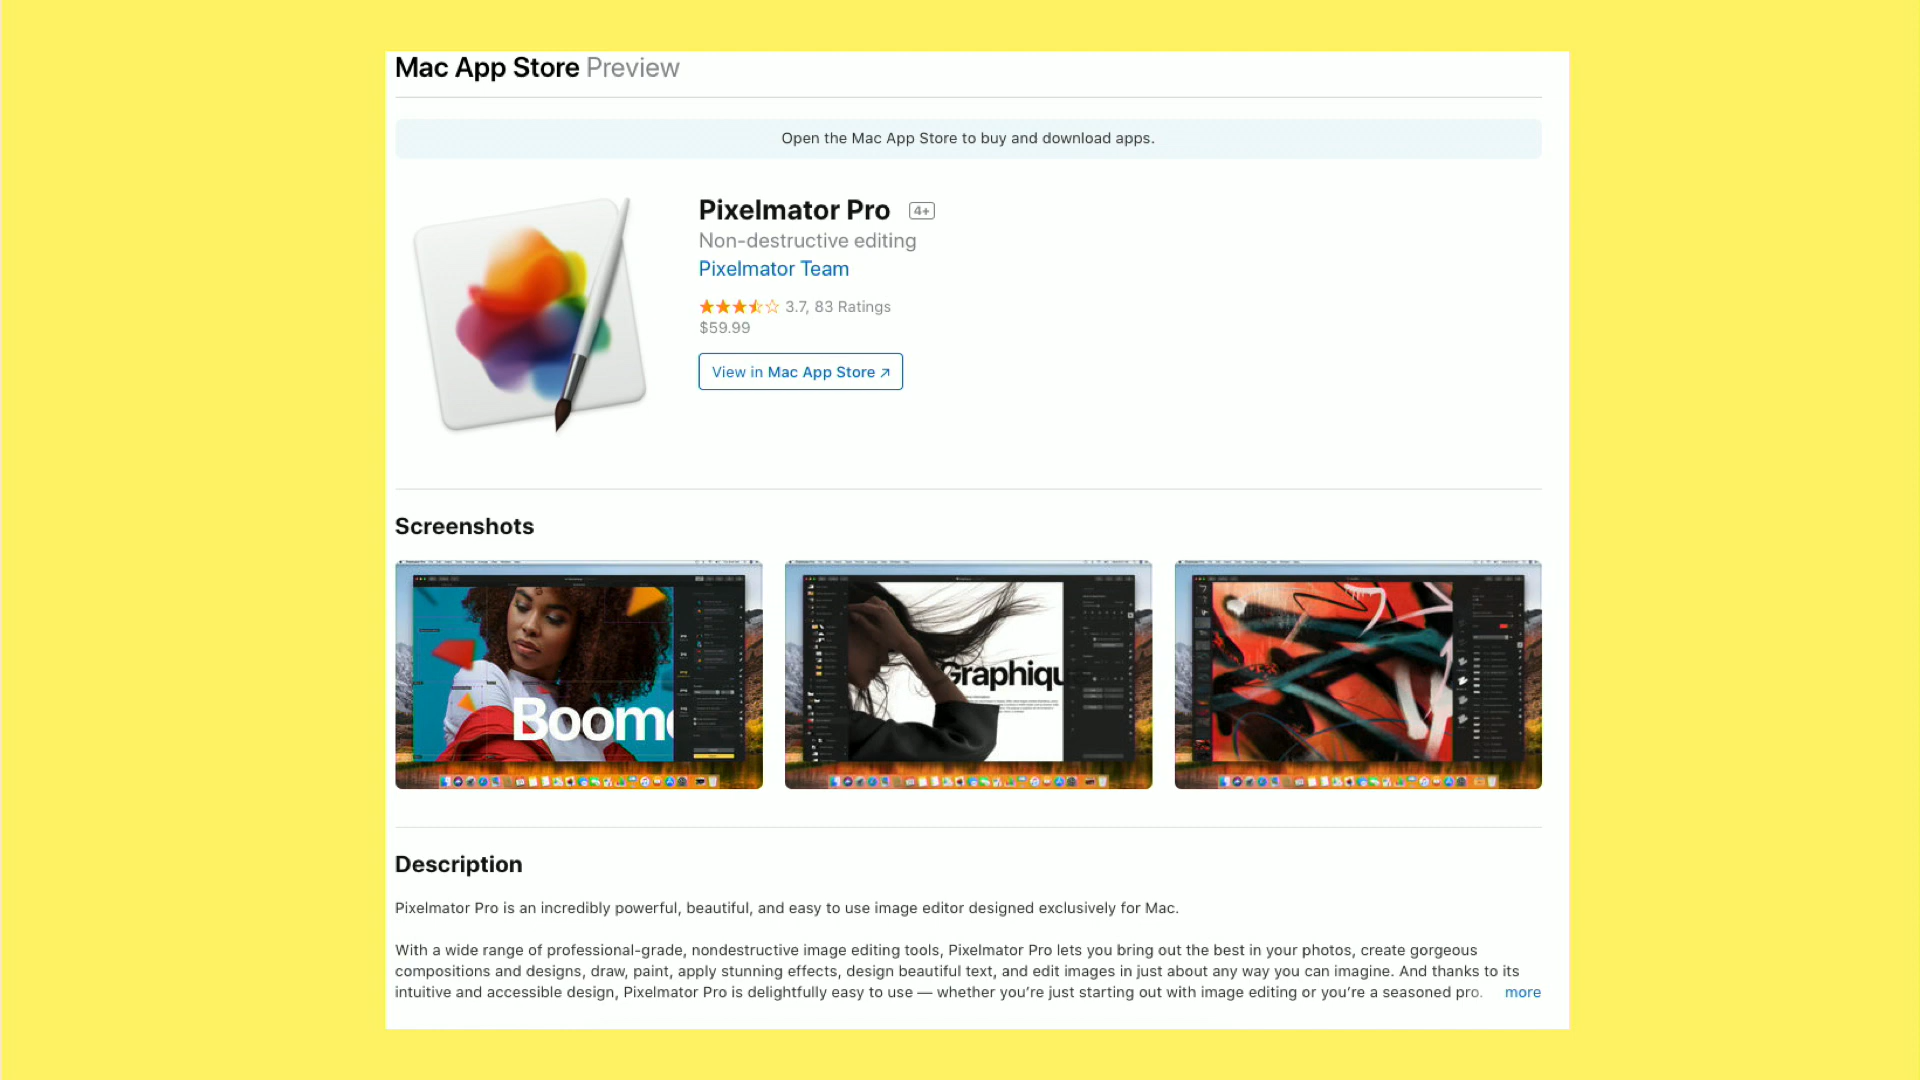 Mac App Store Preview
Open the Mac App Store to buy and download apps.
Pixelmator Pro 4+
Non-destructive editing
Pixelmator Team
3.7, 83 Ratings
$59.99
View in Mac App Store ↗
Screenshots
Boom
Graphiqu
Description
Pixelmator Pro is an incredibly powerful, beautiful, and easy to use image editor designed exclusively for Mac.
With a wide range of professional-grade, nondestructive image editing tools, Pixelmator Pro lets you bring out the best in your photos, create gorgeous
compositions and designs, draw, paint, apply stunning effects, design beautiful text, and edit images in just about any way you can imagine. And thanks to its
intuitive and accessible design, Pixelmator Pro is delightfully easy to use — whether you’re just starting out with image editing or you’re a seasoned pro. more